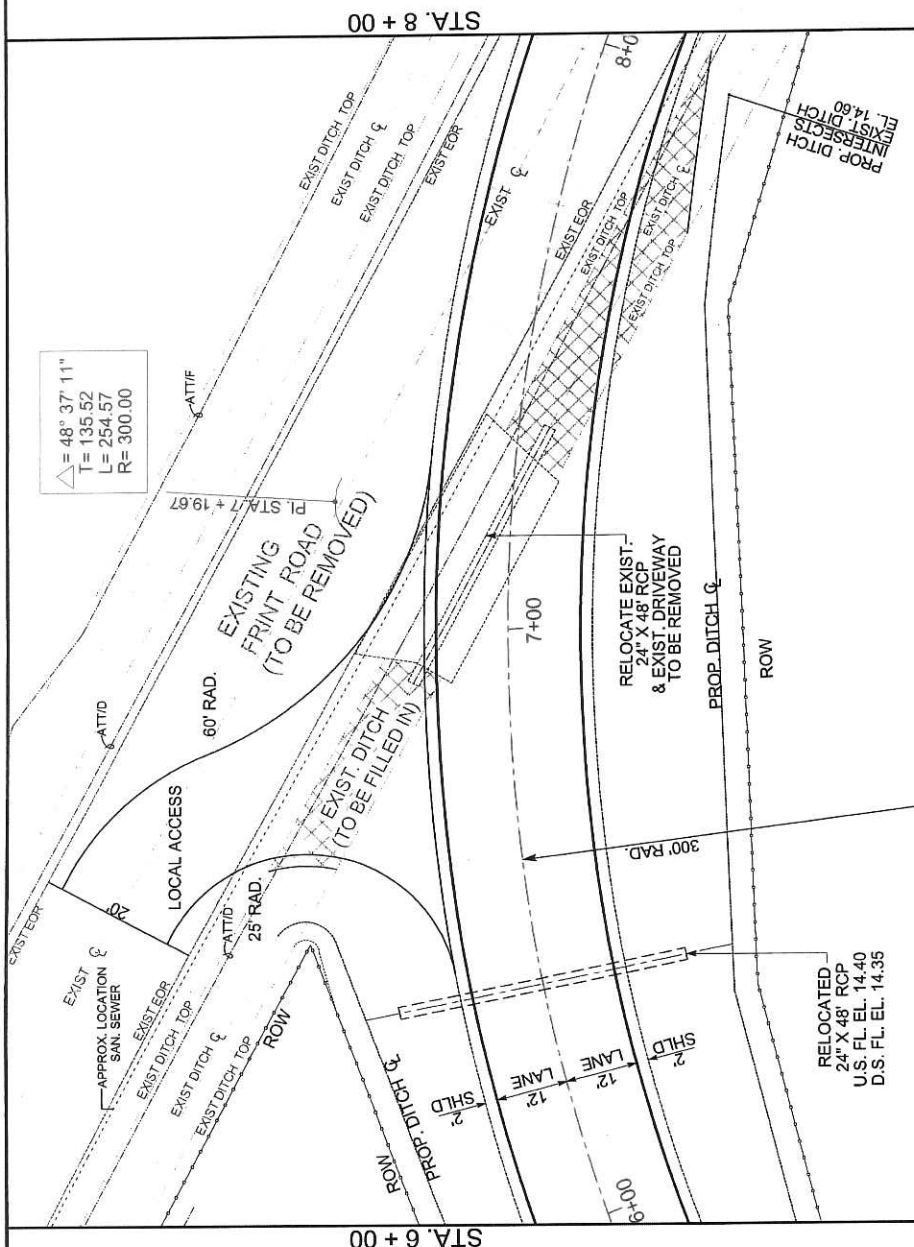 STA. 8 + 00
△= 48° 37' 11"
T= 135.52
L= 254.57
R= 300.00
EXIST DITCH TOP
EXIST DITCH ℄
EXIST DITCH TOP
EXIST EOR
ATT/F
PI. STA. 7 + 19.67
EXISTING
FRINT ROAD
(TO BE REMOVED)
EXIST ℄
EXIST EOR
EXIST DITCH TOP
EXIST DITCH ℄
EXIST DITCH TOP
8+0
PROP. DITCH
INTERSECTS
EXIST. DITCH
EL. 14.60
ATT/D
60' RAD.
LOCAL ACCESS
20'
EXIST EOR
EXIST ℄
APPROX. LOCATION
SAN. SEWER
EXIST EOR
EXIST DITCH TOP
EXIST DITCH ℄
EXIST DITCH TOP
ATT/D
25' RAD.
EXIST. DITCH
(TO BE FILLED IN)
ROW
ROW
PROP. DITCH ℄
7+00
RELOCATE EXIST.
24" X 48' RCP
& EXIST. DRIVEWAY
TO BE REMOVED
PROP. DITCH ℄
ROW
300' RAD.
2'
SHLD
12'
LANE
12'
LANE
2'
SHLD
6+00
RELOCATED
24" X 48' RCP
U.S. FL. EL. 14.40
D.S. FL. EL. 14.35
STA. 6 + 00